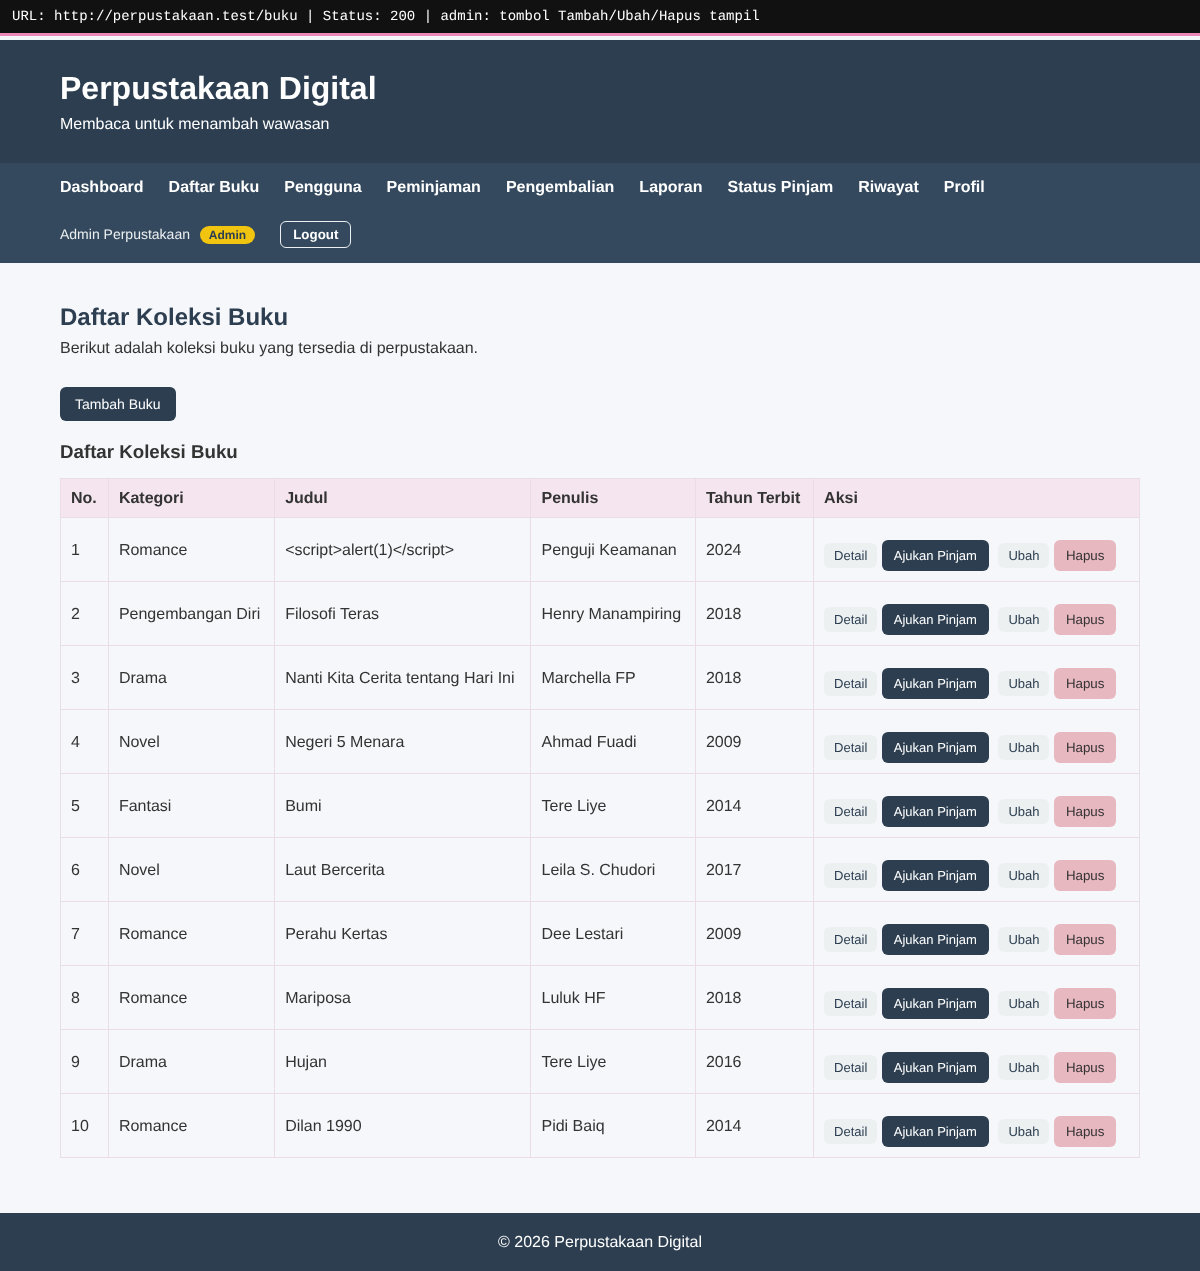 URL: http://perpustakaan.test/buku | Status: 200 | admin: tombol Tambah/Ubah/Hapus tampil
Perpustakaan Digital
Membaca untuk menambah wawasan
Dashboard Daftar Buku Pengguna Peminjaman Pengembalian Laporan Status Pinjam Riwayat Profil
Admin Perpustakaan Admin Logout
Daftar Koleksi Buku
Berikut adalah koleksi buku yang tersedia di perpustakaan.
Tambah Buku
Daftar Koleksi Buku
No. Kategori Judul Penulis Tahun Terbit Aksi
1 Romance <script>alert(1)</script> Penguji Keamanan 2024 Detail Ajukan Pinjam Ubah Hapus
2 Pengembangan Diri Filosofi Teras Henry Manampiring 2018 Detail Ajukan Pinjam Ubah Hapus
3 Drama Nanti Kita Cerita tentang Hari Ini Marchella FP 2018 Detail Ajukan Pinjam Ubah Hapus
4 Novel Negeri 5 Menara Ahmad Fuadi 2009 Detail Ajukan Pinjam Ubah Hapus
5 Fantasi Bumi Tere Liye 2014 Detail Ajukan Pinjam Ubah Hapus
6 Novel Laut Bercerita Leila S. Chudori 2017 Detail Ajukan Pinjam Ubah Hapus
7 Romance Perahu Kertas Dee Lestari 2009 Detail Ajukan Pinjam Ubah Hapus
8 Romance Mariposa Luluk HF 2018 Detail Ajukan Pinjam Ubah Hapus
9 Drama Hujan Tere Liye 2016 Detail Ajukan Pinjam Ubah Hapus
10 Romance Dilan 1990 Pidi Baiq 2014 Detail Ajukan Pinjam Ubah Hapus
© 2026 Perpustakaan Digital